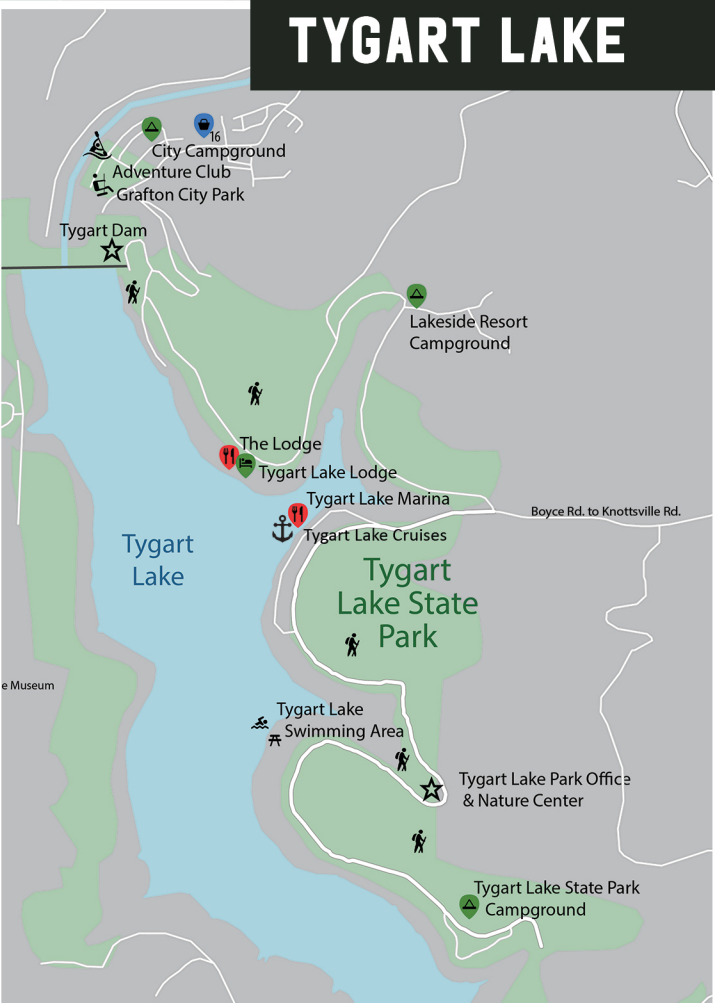 TYGART LAKE
16
City Campground
Adventure Club
Grafton City Park
Tygart Dam
Lakeside Resort
Campground
The Lodge
Tygart Lake Lodge
Tygart Lake Marina
Boyce Rd. to Knottsville Rd.
Tygart Lake Cruises
Tygart
Lake
Tygart
Lake State
Park
e Museum
Tygart Lake
Swimming Area
Tygart Lake Park Office
& Nature Center
Tygart Lake State Park
Campground